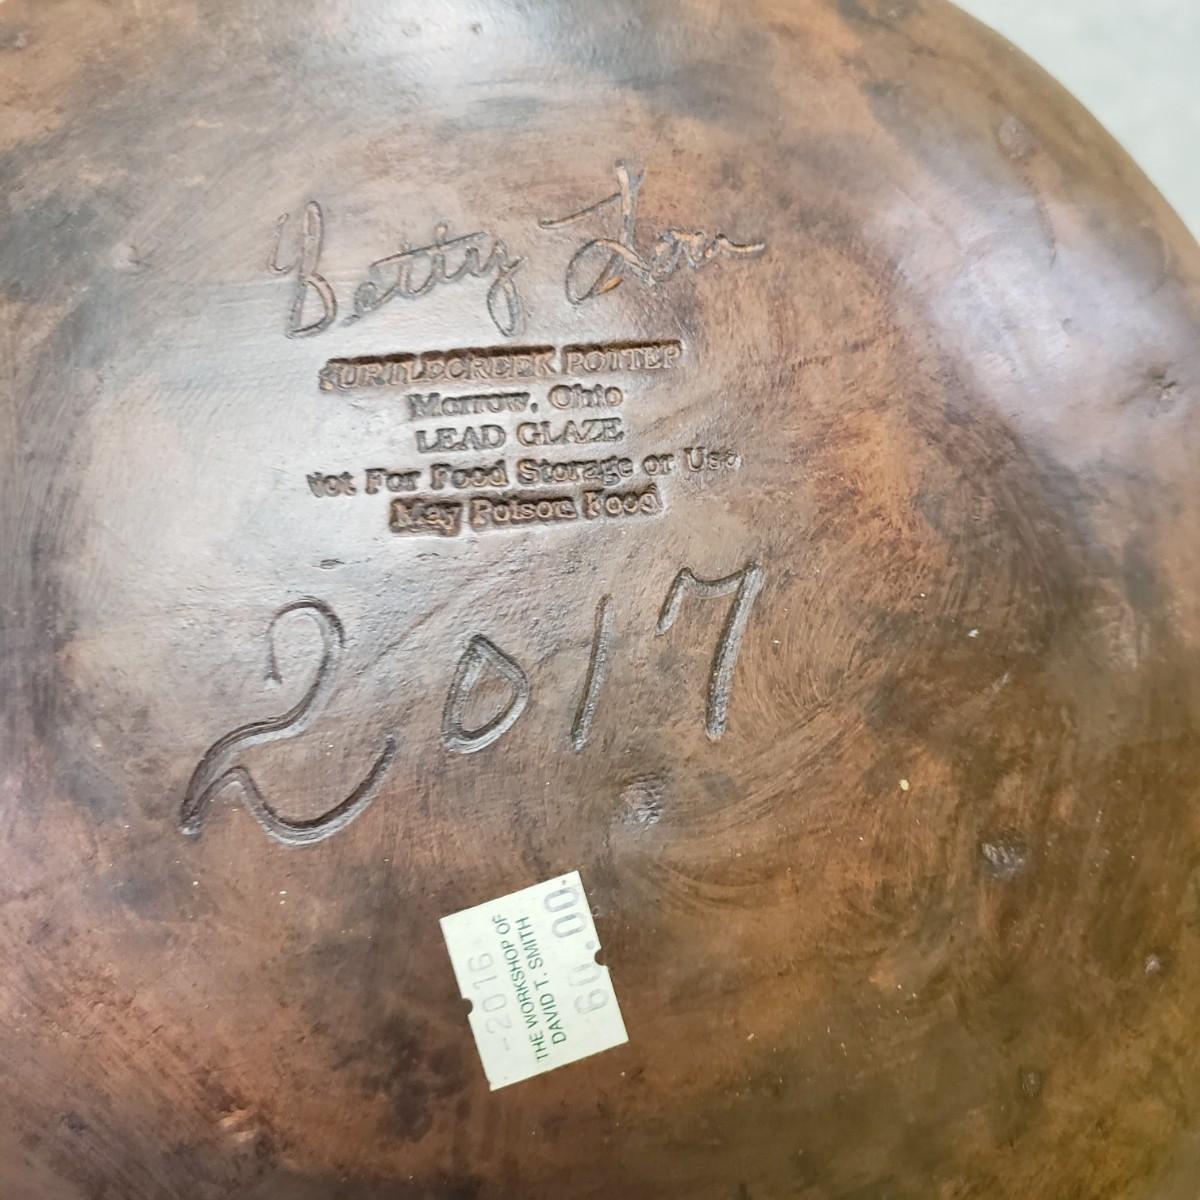 Betty Lou
TURTLECREEK POTTER
Morrow, Ohio
LEAD GLAZE
Not For Food Storage or Use
May Poison Food
2017
-2016-
THE WORKSHOP OF:
DAVID T. SMITH
60.00.